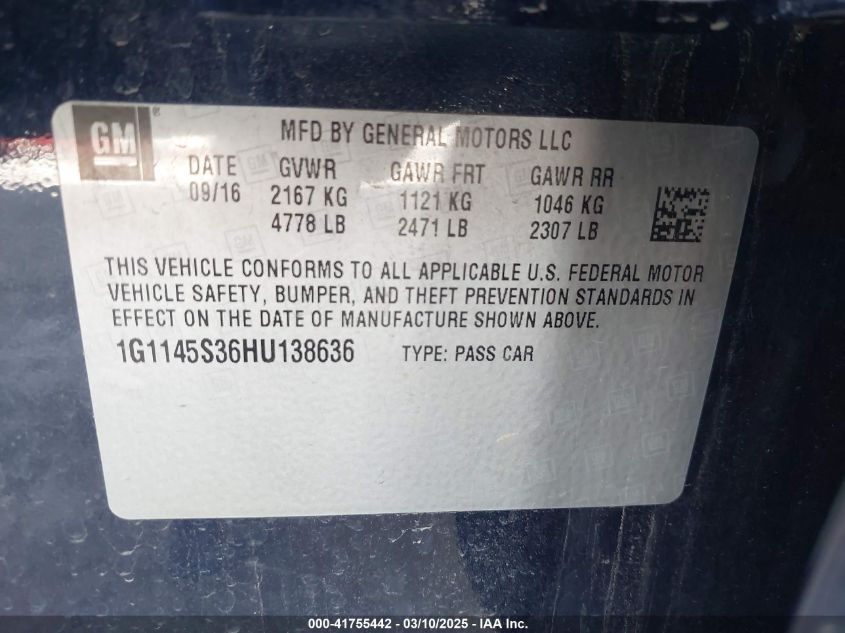 GM
®
MFD BY GENERAL MOTORS LLC
DATE GVWR GAWR FRT GAWR RR
09/16 2167 KG 1121 KG 1046 KG
4778 LB 2471 LB 2307 LB
THIS VEHICLE CONFORMS TO ALL APPLICABLE U.S. FEDERAL MOTOR
VEHICLE SAFETY, BUMPER, AND THEFT PREVENTION STANDARDS IN
EFFECT ON THE DATE OF MANUFACTURE SHOWN ABOVE.
1G1145S36HU138636 TYPE: PASS CAR
000-41755442 - 03/10/2025 - IAA Inc.